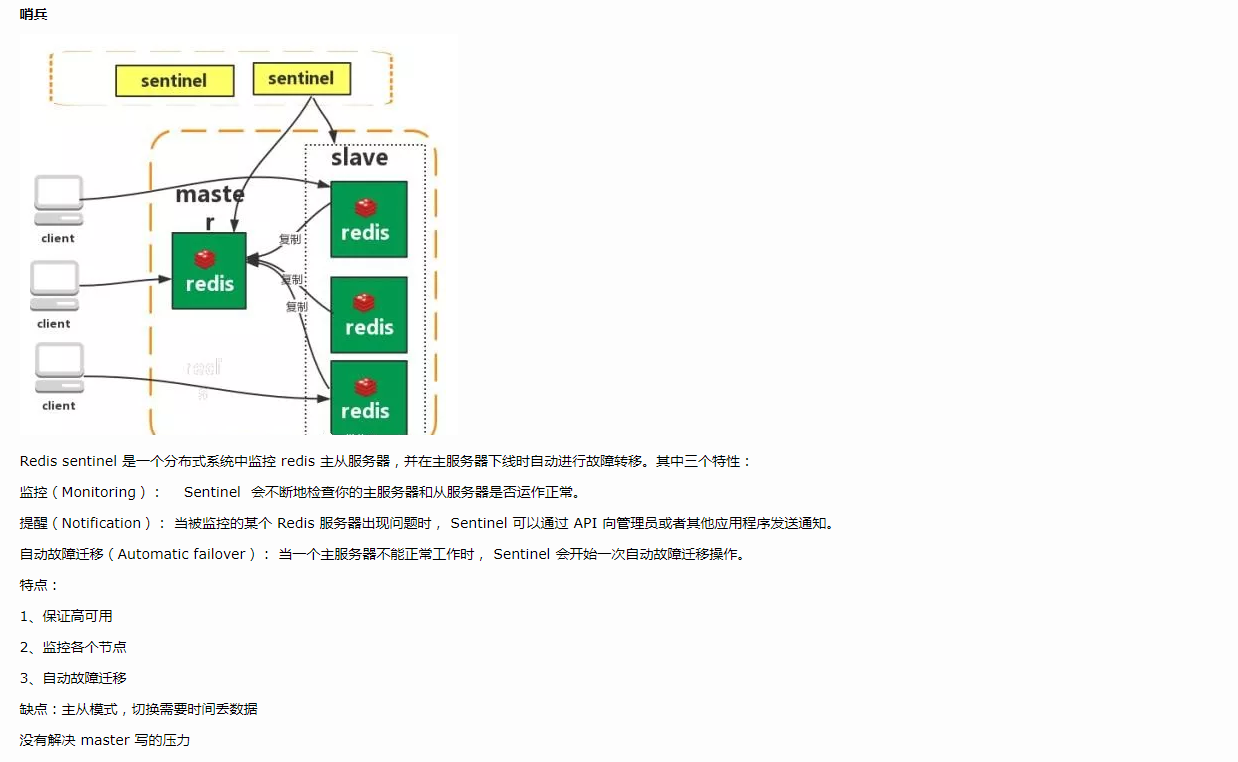 哨兵
sentinel
sentinel
slave
maste
r
redis
redis
redis
redis
复制
复制
复制
client
client
client
Redis sentinel 是一个分布式系统中监控 redis 主从服务器，并在主服务器下线时自动进行故障转移。其中三个特性：
监控（Monitoring）： Sentinel 会不断地检查你的主服务器和从服务器是否运作正常。
提醒（Notification）：当被监控的某个 Redis 服务器出现问题时， Sentinel 可以通过 API 向管理员或者其他应用程序发送通知。
自动故障迁移（Automatic failover）：当一个主服务器不能正常工作时， Sentinel 会开始一次自动故障迁移操作。
特点：
1、保证高可用
2、监控各个节点
3、自动故障迁移
缺点：主从模式，切换需要时间丢数据
没有解决 master 写的压力